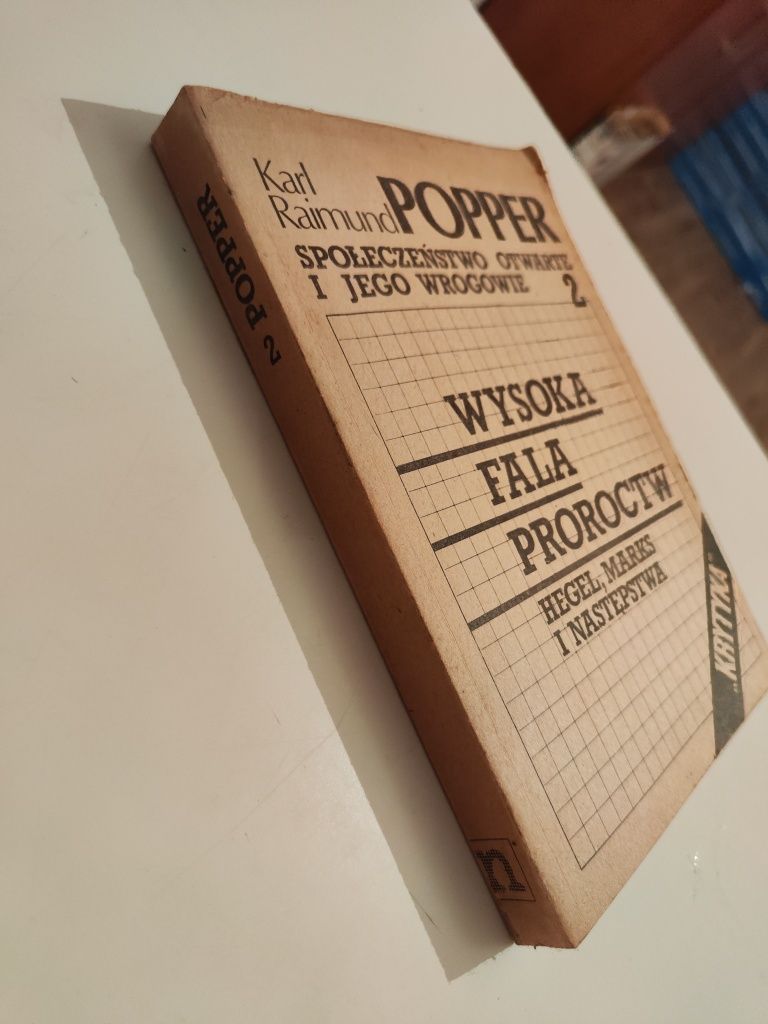 Karl
Raimund POPPER
SPOŁECZEŃSTWO OTWARTE
I JEGO WROGOWIE 2
WYSOKA
FALA
PROROCTW
HEGEL, MARKS
I NASTĘPSTWA
„KRYTYKA”
2 POPPER
n